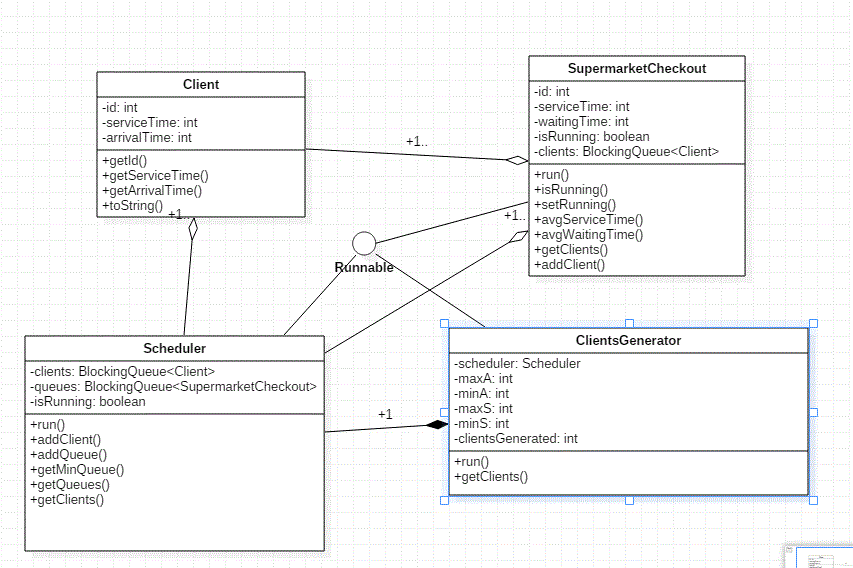 Client
-id: int
-serviceTime: int
-arrivalTime: int
+getId()
+getServiceTime()
+getArrivalTime()
+toString()
+1..
SupermarketCheckout
-id: int
-serviceTime: int
-waitingTime: int
-isRunning: boolean
-clients: BlockingQueue<Client>
+run()
+isRunning()
+setRunning()
+avgServiceTime()
+avgWaitingTime()
+getClients()
+addClient()
+1..
+1..
Runnable
Scheduler
-clients: BlockingQueue<Client>
-queues: BlockingQueue<SupermarketCheckout>
-isRunning: boolean
+run()
+addClient()
+addQueue()
+getMinQueue()
+getQueues()
+getClients()
+1
ClientsGenerator
-scheduler: Scheduler
-maxA: int
-minA: int
-maxS: int
-minS: int
-clientsGenerated: int
+run()
+getClients()